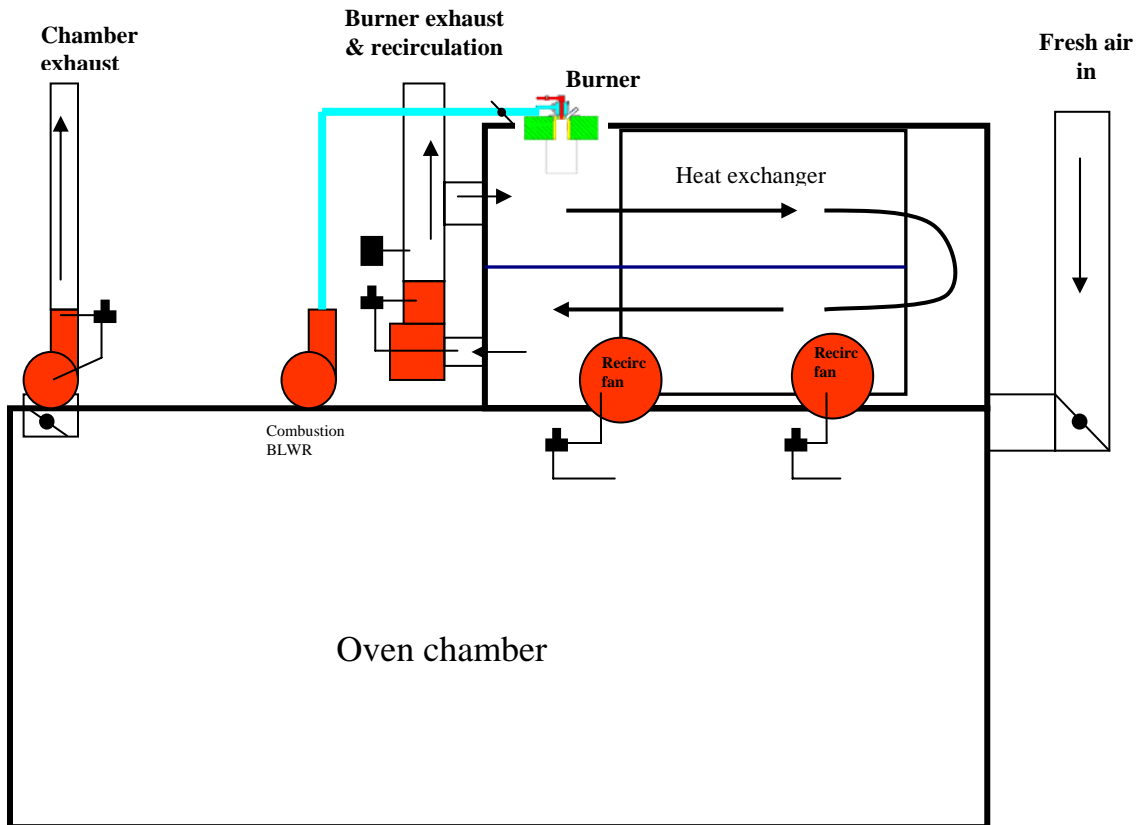 Chamber
exhaust
Burner exhaust
& recirculation
Burner
Fresh air
in
Heat exchanger
Recirc
fan
Recirc
fan
Combustion
BLWR
Oven chamber